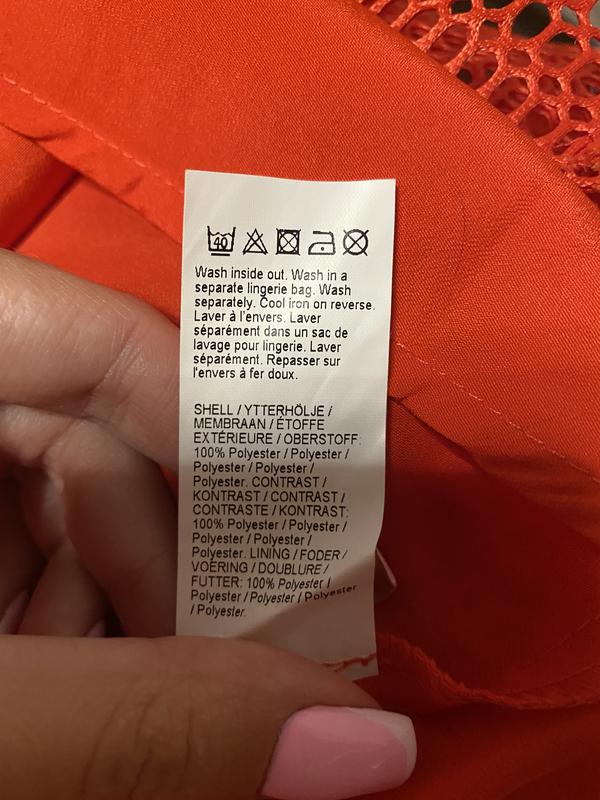 40
Wash inside out. Wash in a
separate lingerie bag. Wash
separately. Cool iron on reverse.
Laver à l'envers. Laver
séparément dans un sac de
lavage pour lingerie. Laver
séparément. Repasser sur
l'envers à fer doux.
SHELL / YTTERHÖLJE /
MEMBRAAN / ÉTOFFE
EXTÉRIEURE / OBERSTOFF:
100% Polyester / Polyester /
Polyester / Polyester /
Polyester. CONTRAST /
KONTRAST / CONTRAST /
CONTRASTE / KONTRAST:
100% Polyester / Polyester /
Polyester / Polyester /
Polyester. LINING / FODER /
VOERING / DOUBLURE /
FUTTER: 100% Polyester /
Polyester / Polyester / Polyester
/ Polyester.